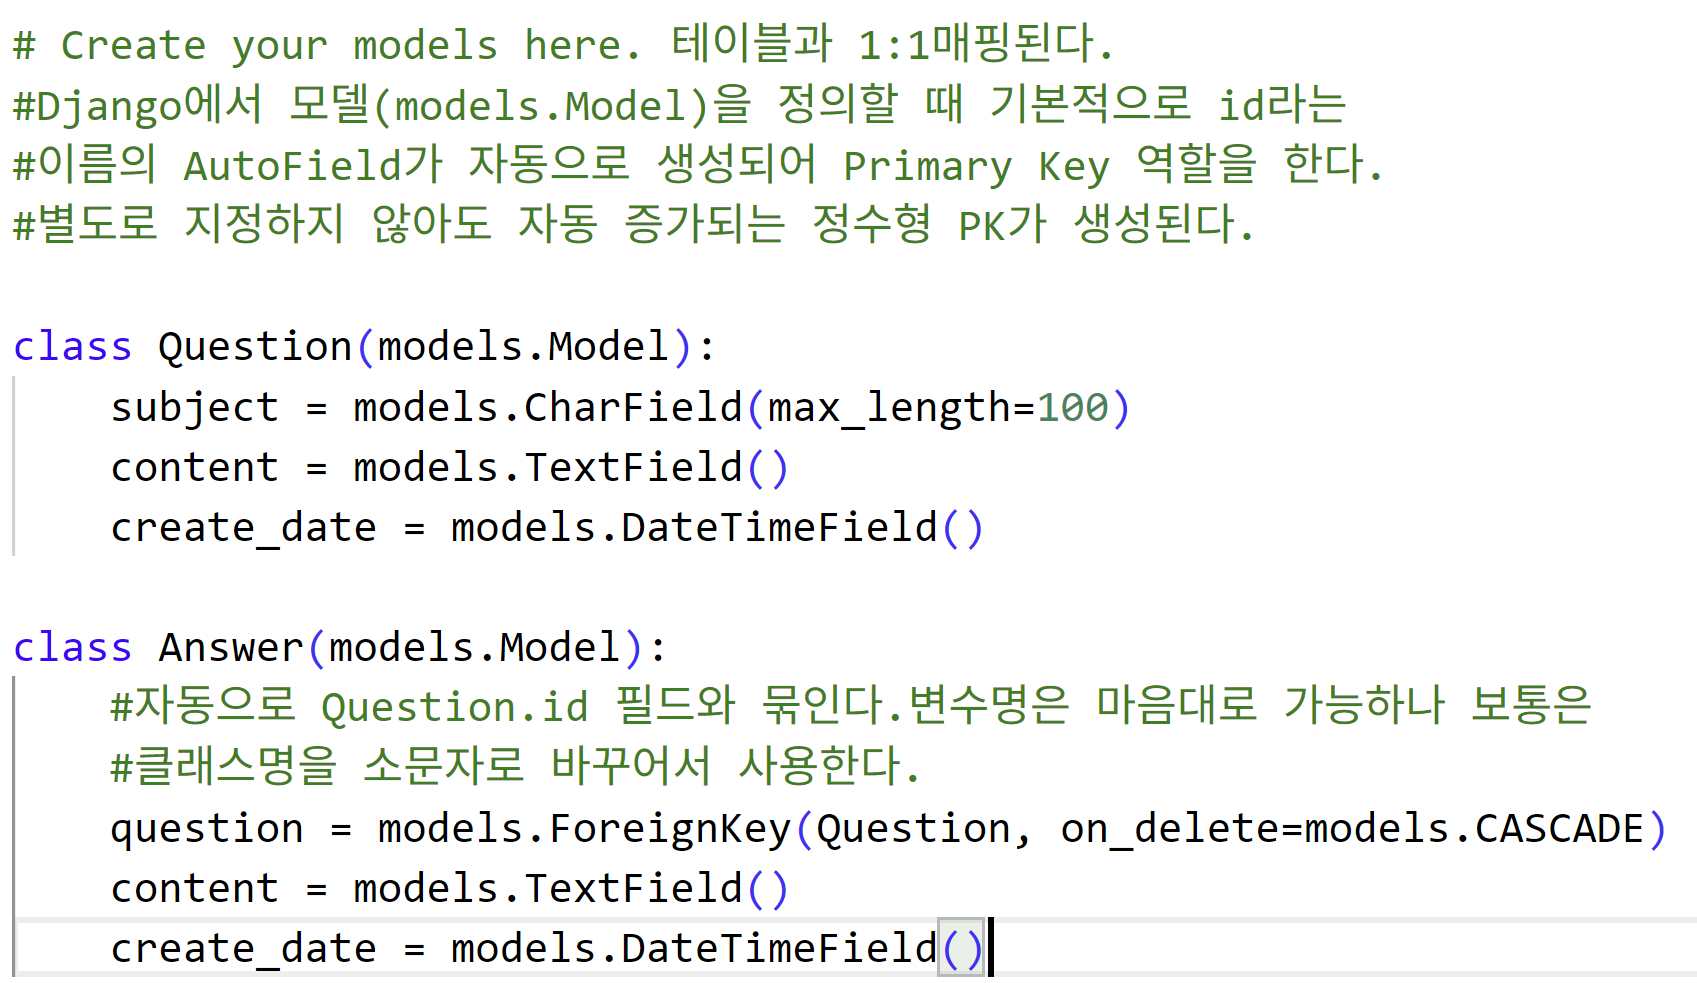 # Create your models here. 테이블과 1:1매핑된다.
#Django에서 모델(models.Model)을 정의할 때 기본적으로 id라는
#이름의 AutoField가 자동으로 생성되어 Primary Key 역할을 한다.
#별도로 지정하지 않아도 자동 증가되는 정수형 PK가 생성된다.

class Question(models.Model):
    subject = models.CharField(max_length=100)
    content = models.TextField()
    create_date = models.DateTimeField()

class Answer(models.Model):
    #자동으로 Question.id 필드와 묶인다.변수명은 마음대로 가능하나 보통은
    #클래스명을 소문자로 바꾸어서 사용한다.
    question = models.ForeignKey(Question, on_delete=models.CASCADE)
    content = models.TextField()
    create_date = models.DateTimeField()